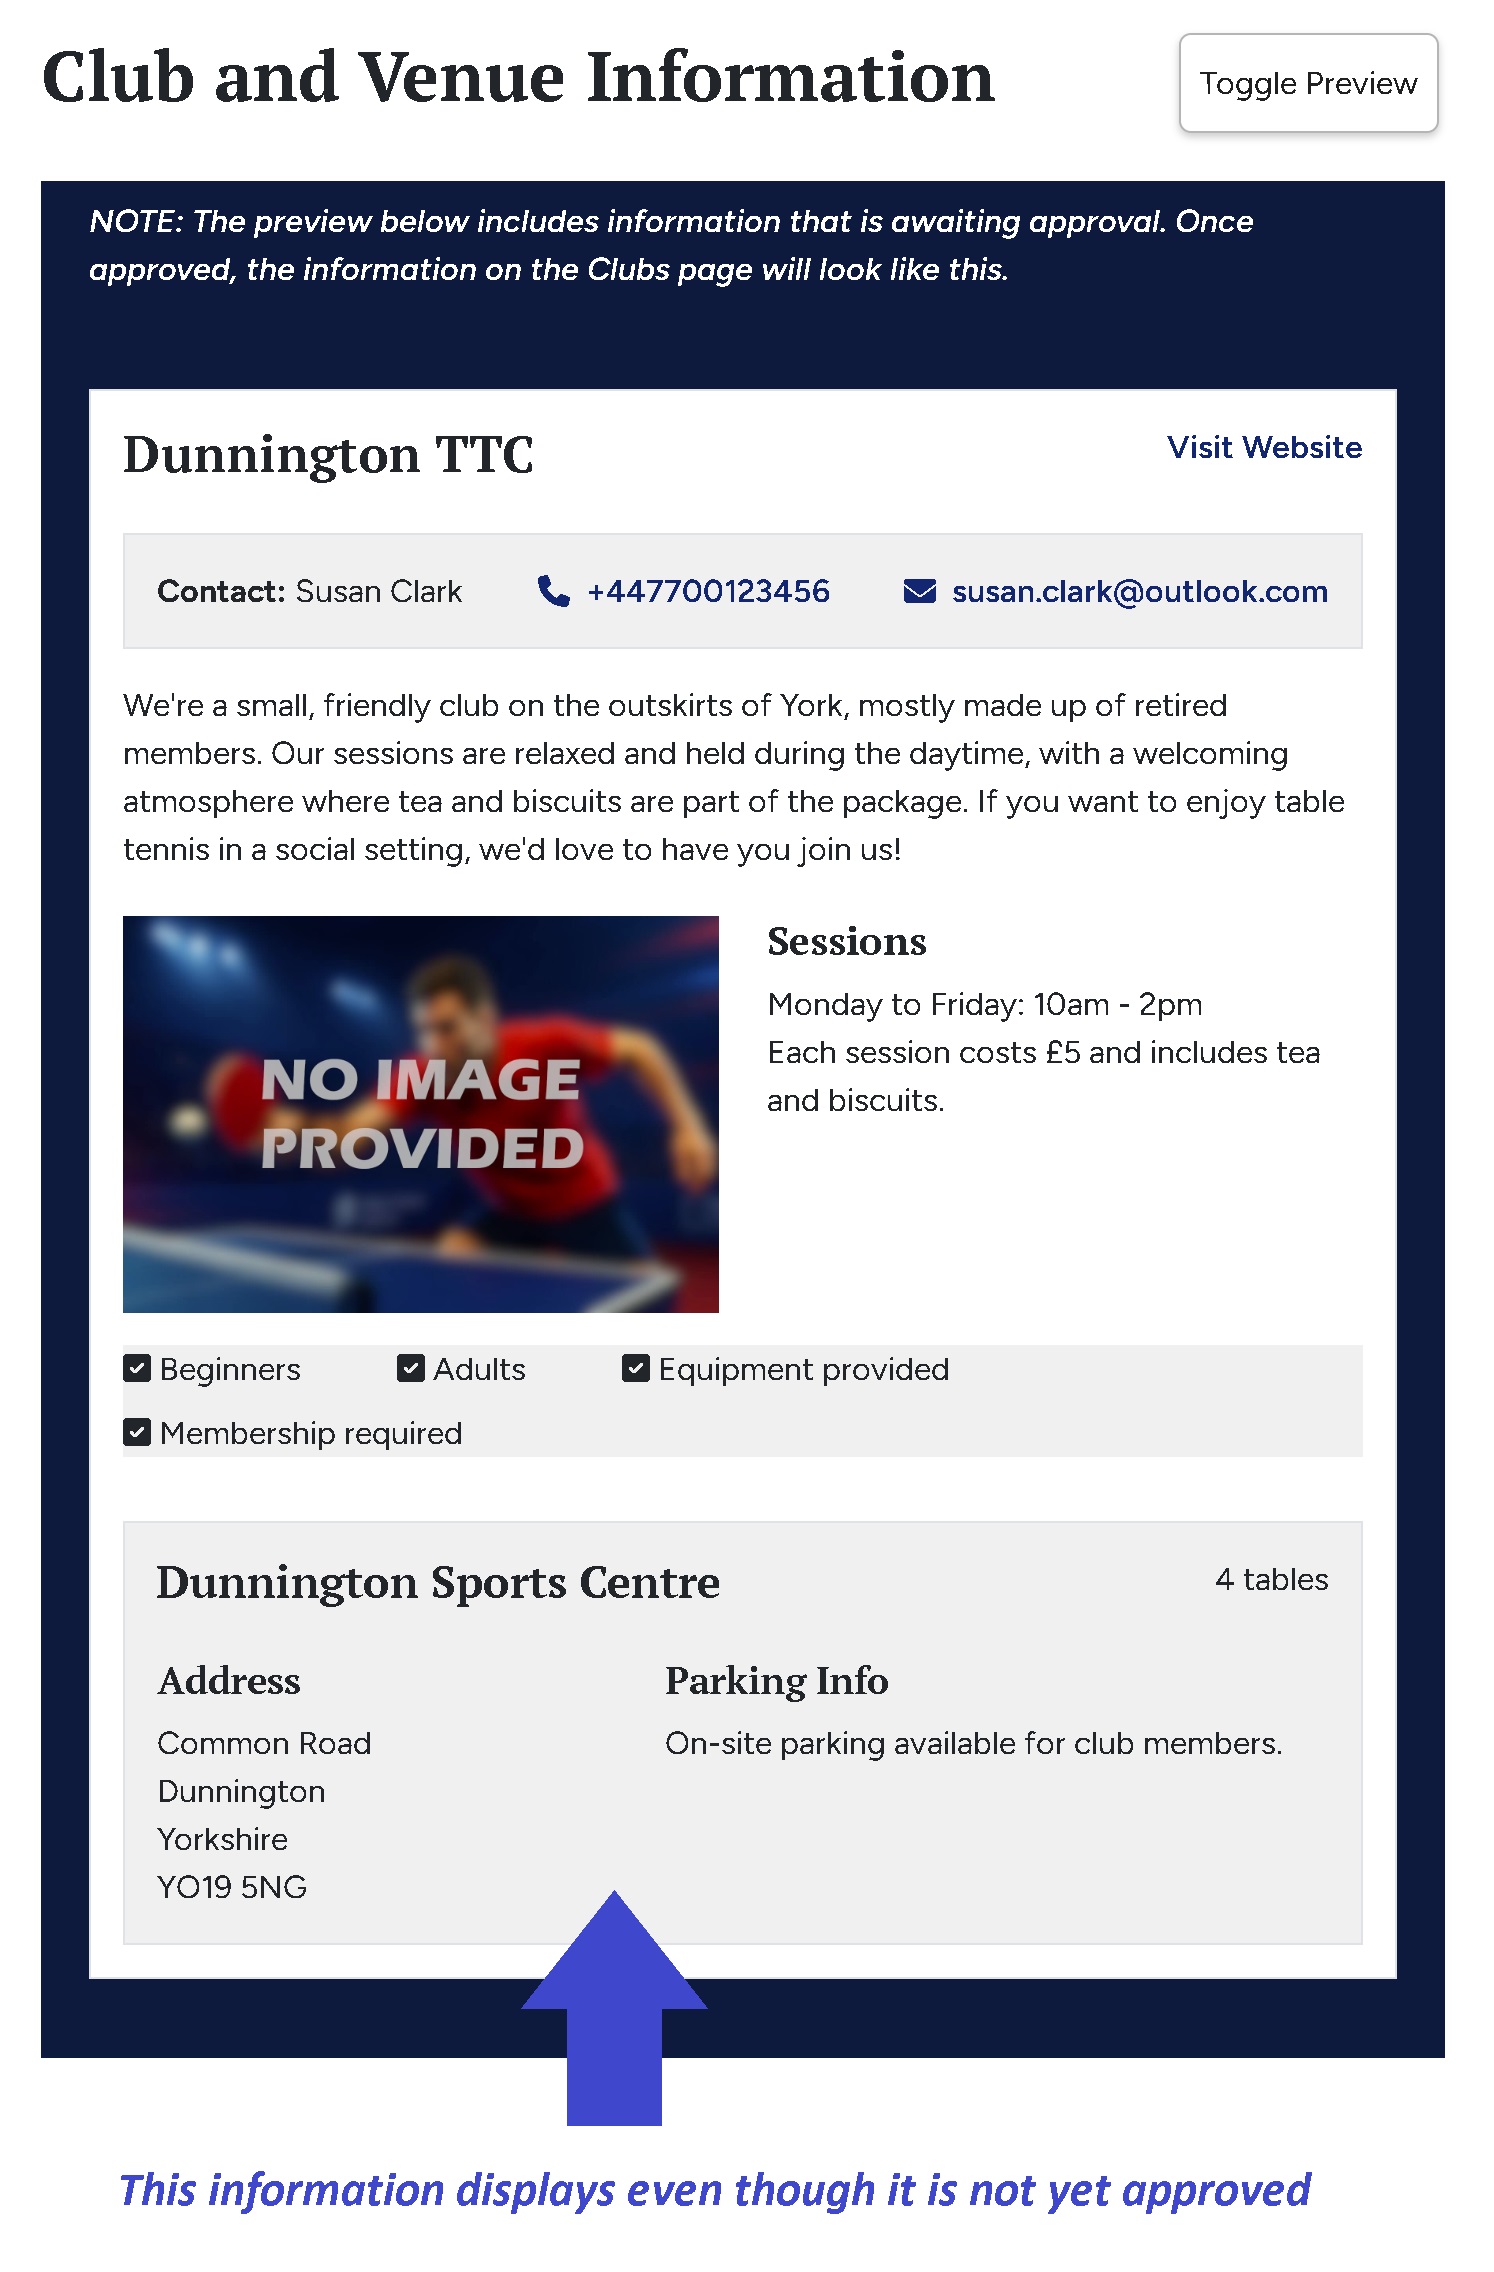 Club and Venue Information
Toggle Preview
NOTE: The preview below includes information that is awaiting approval. Once
approved, the information on the Clubs page will look like this.
Dunnington TTC
Visit Website
Contact: Susan Clark
+447700123456
susan.clark@outlook.com
We're a small, friendly club on the outskirts of York, mostly made up of retired
members. Our sessions are relaxed and held during the daytime, with a welcoming
atmosphere where tea and biscuits are part of the package. If you want to enjoy table
tennis in a social setting, we'd love to have you join us!
NO IMAGE
PROVIDED
Sessions
Monday to Friday: 10am - 2pm
Each session costs £5 and includes tea
and biscuits.
Beginners
Adults
Equipment provided
Membership required
Dunnington Sports Centre
4 tables
Address
Common Road
Dunnington
Yorkshire
YO19 5NG
Parking Info
On-site parking available for club members.
This information displays even though it is not yet approved